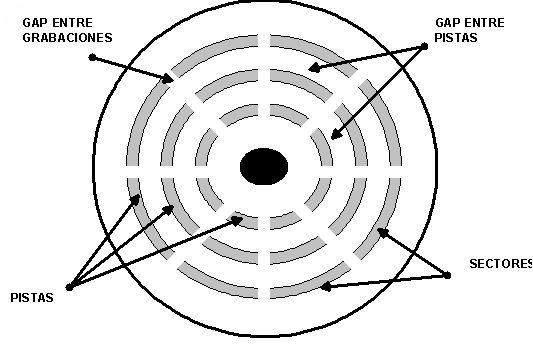 GAP ENTRE
GRABACIONES
GAP ENTRE
PISTAS
PISTAS
SECTORES